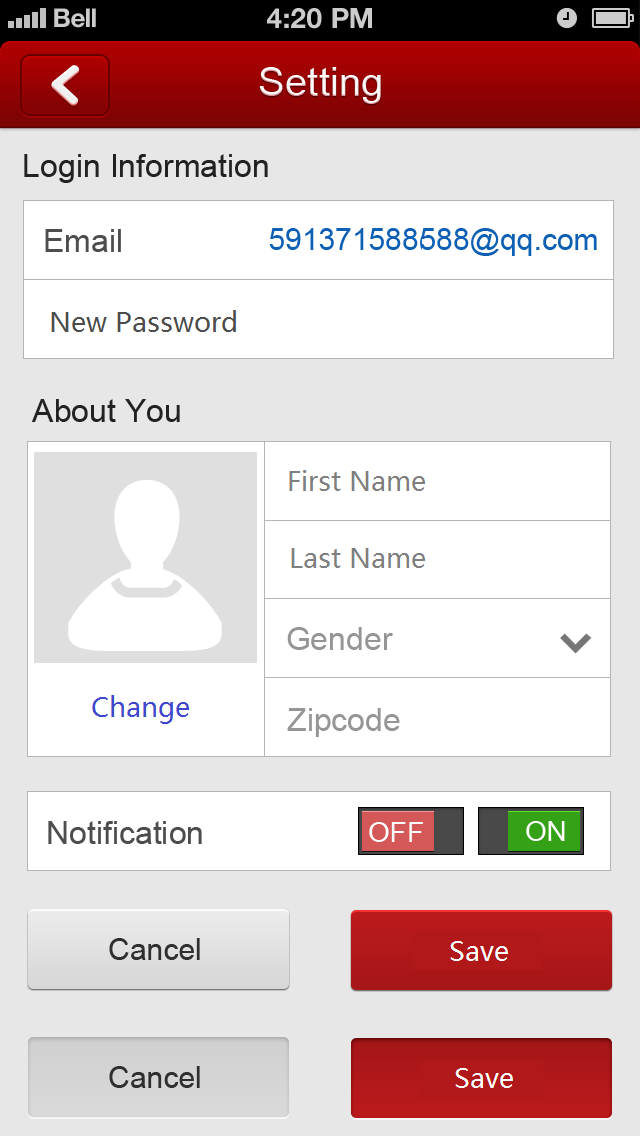 Bell 4:20 PM
Setting
Login Information
Email 591371588588@qq.com
New Password
About You
First Name
Last Name
Gender
Zipcode
Change
Notification OFF ON
Cancel Save
Cancel Save